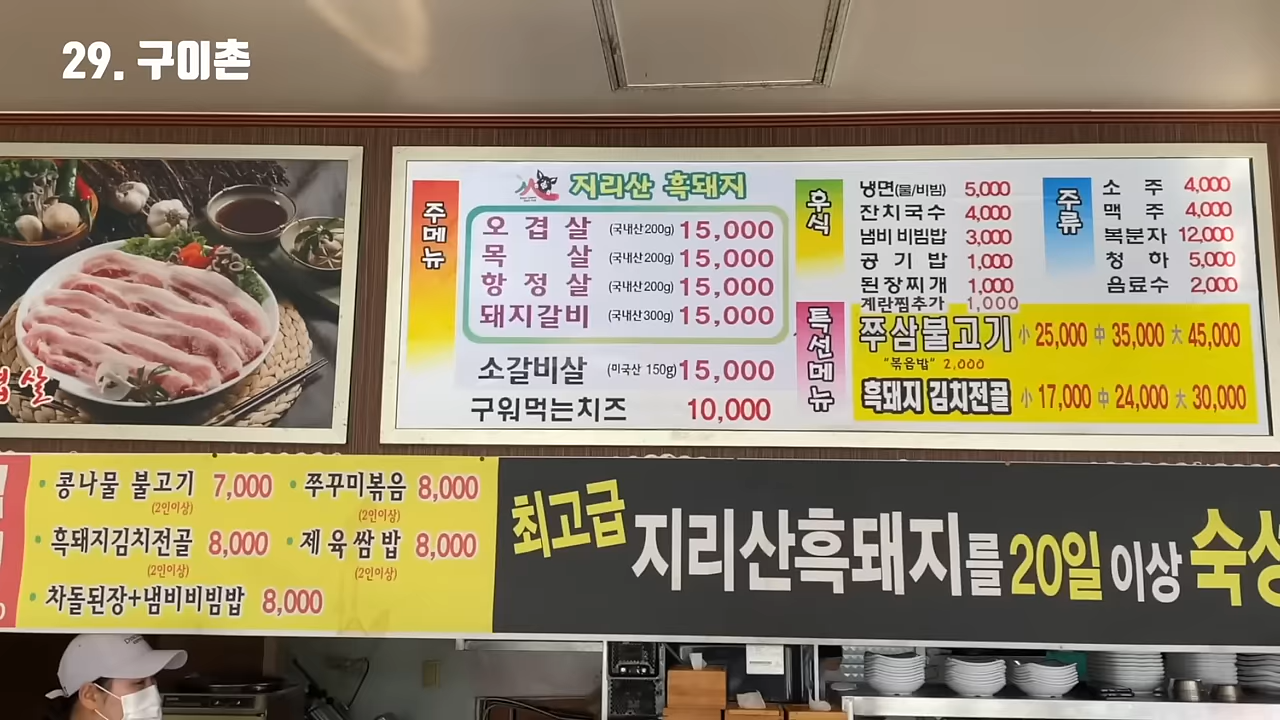 29. 구이촌
지리산 흑돼지
주메뉴
오겹살 (국내산200g) 15,000
목살 (국내산200g) 15,000
항정살 (국내산200g) 15,000
돼지갈비 (국내산300g) 15,000
소갈비살 (미국산 150g) 15,000
구워먹는치즈 10,000
후식
냉면(물/비빔) 5,000
잔치국수 4,000
냄비비빔밥 3,000
공기밥 1,000
된장찌개 1,000
계란찜추가 1,000
주류
소주 4,000
맥주 4,000
복분자 12,000
청하 5,000
음료수 2,000
특선메뉴
쭈삼불고기 小 25,000 中 35,000 大 45,000
"볶음밥" 2,000
흑돼지 김치전골 小 17,000 中 24,000 大 30,000
살
콩나물 불고기 7,000
(2인이상)
쭈꾸미볶음 8,000
(2인이상)
흑돼지김치전골 8,000
(2인이상)
제육쌈밥 8,000
(2인이상)
차돌된장+냄비비빔밥 8,000
최고급 지리산흑돼지를 20일 이상 숙성